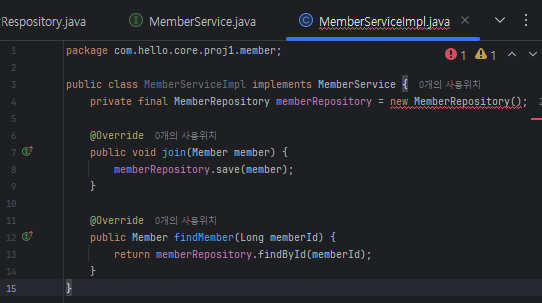 Respository.java MemberService.java MemberServiceImpl.java
1 package com.hello.core.proj1.member; 1 1
2
3 public class MemberServiceImpl implements MemberService { 0개의 사용위치
4 private final MemberRepository memberRepository = new MemberRepository();
5
6 @Override 0개의 사용위치
7 public void join(Member member) {
8 memberRepository.save(member);
9 }
10
11 @Override 0개의 사용위치
12 public Member findMember(Long memberId) {
13 return memberRepository.findById(memberId);
14 }
15 }